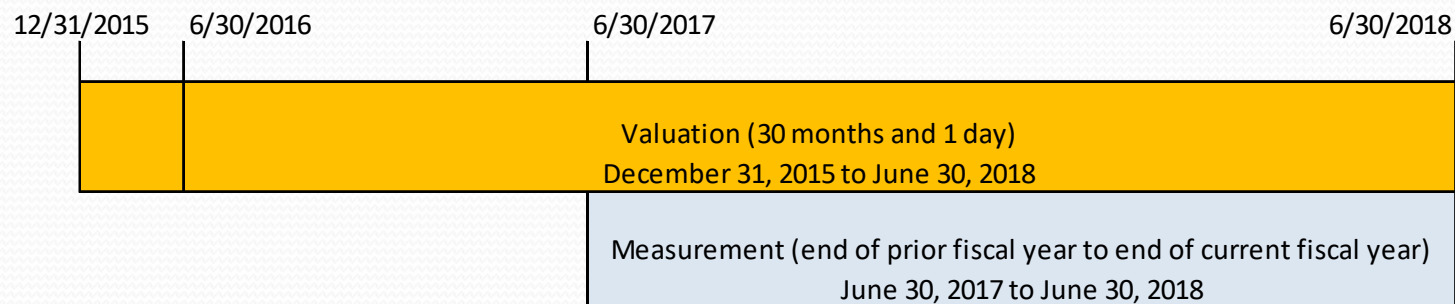 12/31/2015 6/30/2016 6/30/2017 6/30/2018
Valuation (30 months and 1 day)
December 31, 2015 to June 30, 2018
Measurement (end of prior fiscal year to end of current fiscal year)
June 30, 2017 to June 30, 2018